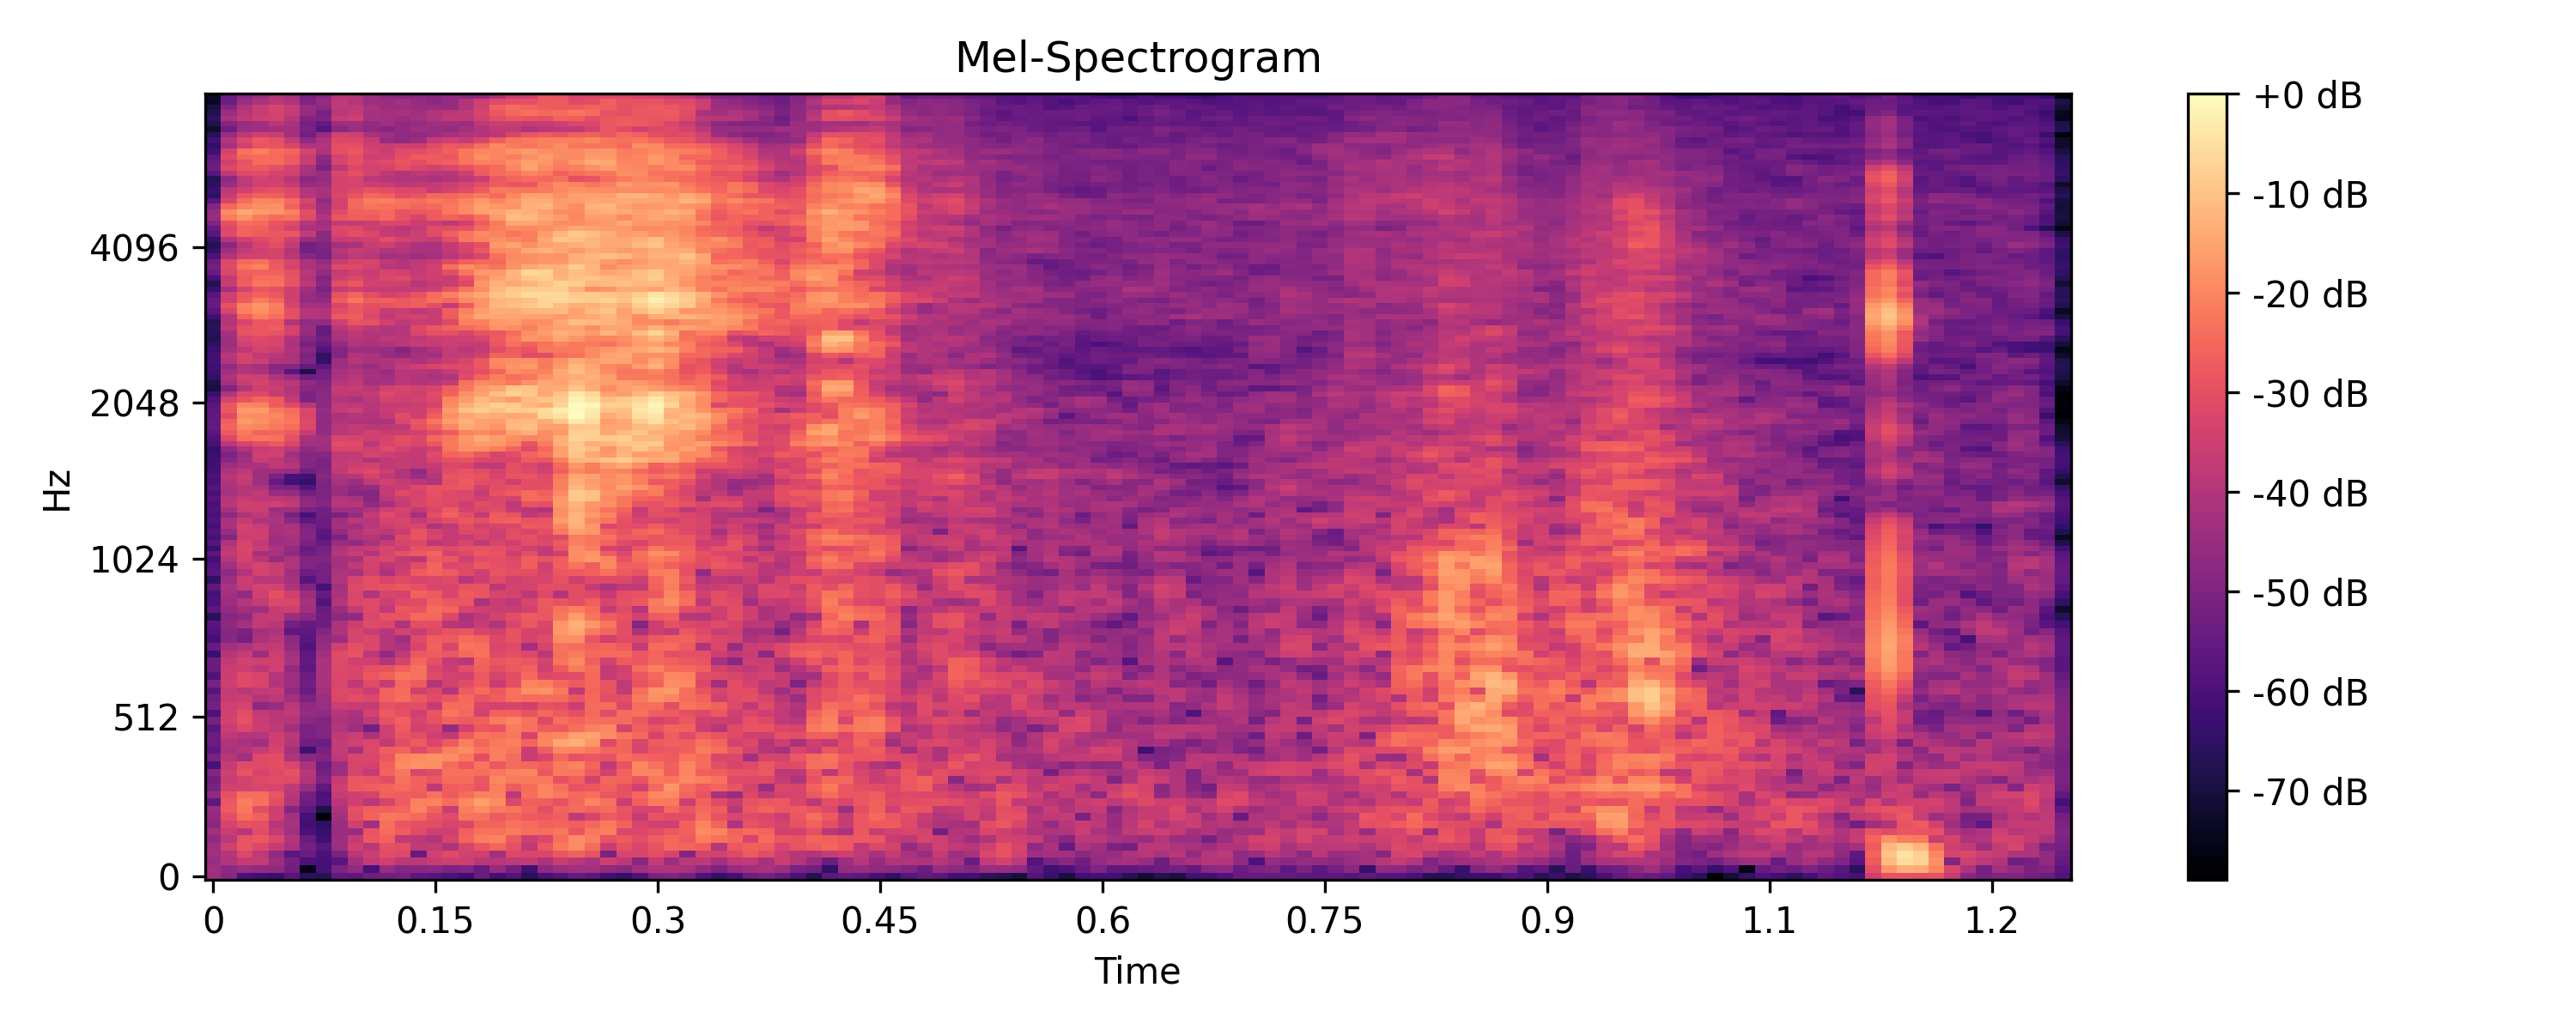 Mel-Spectrogram
+0 dB
-10 dB
-20 dB
-30 dB
-40 dB
-50 dB
-60 dB
-70 dB
Hz
4096
2048
1024
512
0
0 0.15 0.3 0.45 0.6 0.75 0.9 1.1 1.2
Time